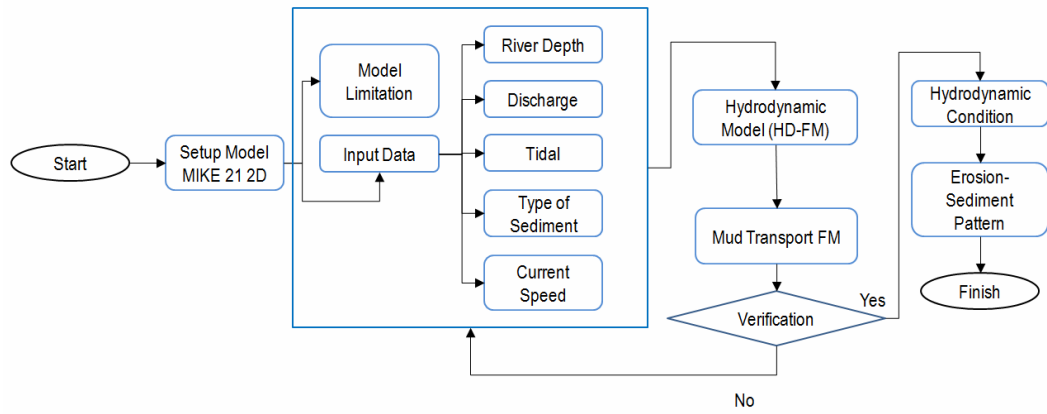 Start
Setup Model
MIKE 21 2D
Model
Limitation
Input Data
River Depth
Discharge
Tidal
Type of
Sediment
Current
Speed
Hydrodynamic
Model (HD-FM)
Mud Transport FM
Verification
Yes
No
Hydrodynamic
Condition
Erosion-
Sediment
Pattern
Finish